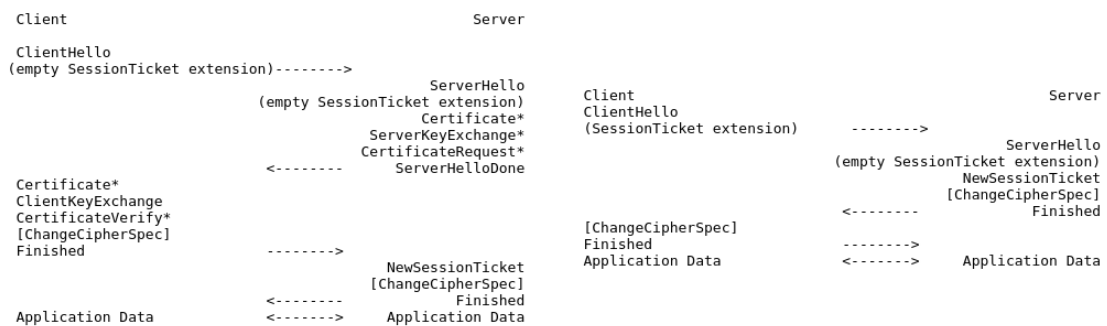 Client Server
ClientHello
(empty SessionTicket extension)-------->
ServerHello
(empty SessionTicket extension)
Certificate*
ServerKeyExchange*
CertificateRequest*
<-------- ServerHelloDone
Certificate*
ClientKeyExchange
CertificateVerify*
[ChangeCipherSpec]
Finished -------->
NewSessionTicket
[ChangeCipherSpec]
<-------- Finished
Application Data <-------> Application Data
Client Server
ClientHello
(SessionTicket extension) -------->
ServerHello
(empty SessionTicket extension)
NewSessionTicket
[ChangeCipherSpec]
<-------- Finished
[ChangeCipherSpec]
Finished -------->
Application Data <-------> Application Data